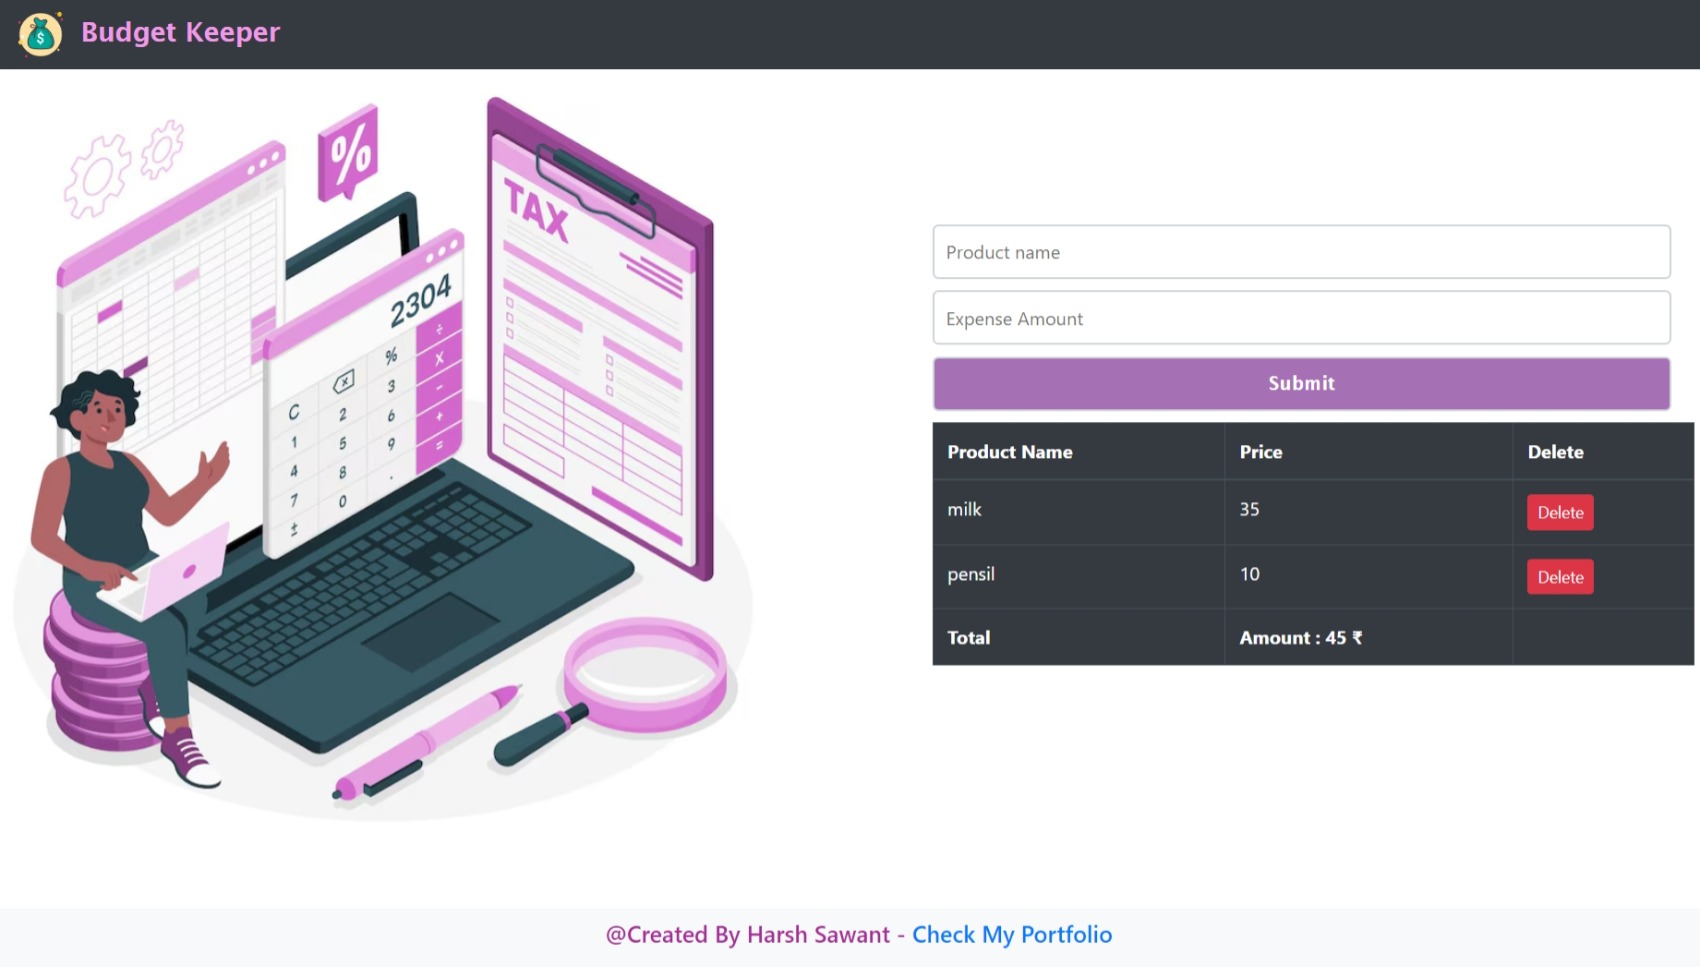 Budget Keeper
%
TAX
2304
÷
%
x
C
3
-
1
2
6
+
4
5
9
=
7
8
.
±
0
Product name
Expense Amount
Submit
Product Name Price Delete
milk 35 Delete
pensil 10 Delete
Total Amount : 45 ₹
@Created By Harsh Sawant - Check My Portfolio